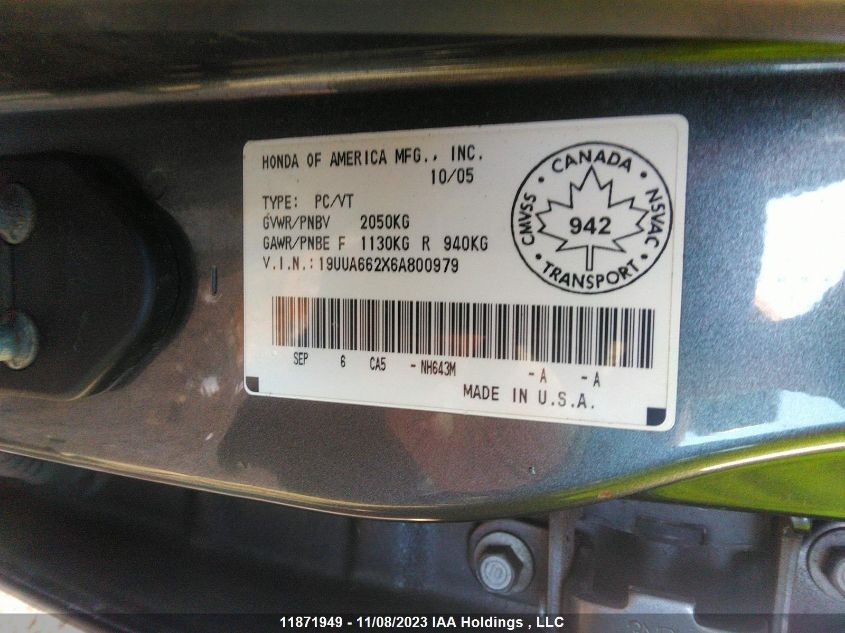 HONDA OF AMERICA MFG., INC.
10/05
TYPE: PC/VT
GVWR/PNBV 2050KG
GAWR/PNBE F 1130KG R 940KG
V.I.N.: 19UUA662X6A800979
CANADA
CMVSS
942
NSVAC
TRANSPORT
SEP 6 CA5 - NH643M - A - A
MADE IN U.S.A.
11871949 - 11/08/2023 IAA Holdings , LLC